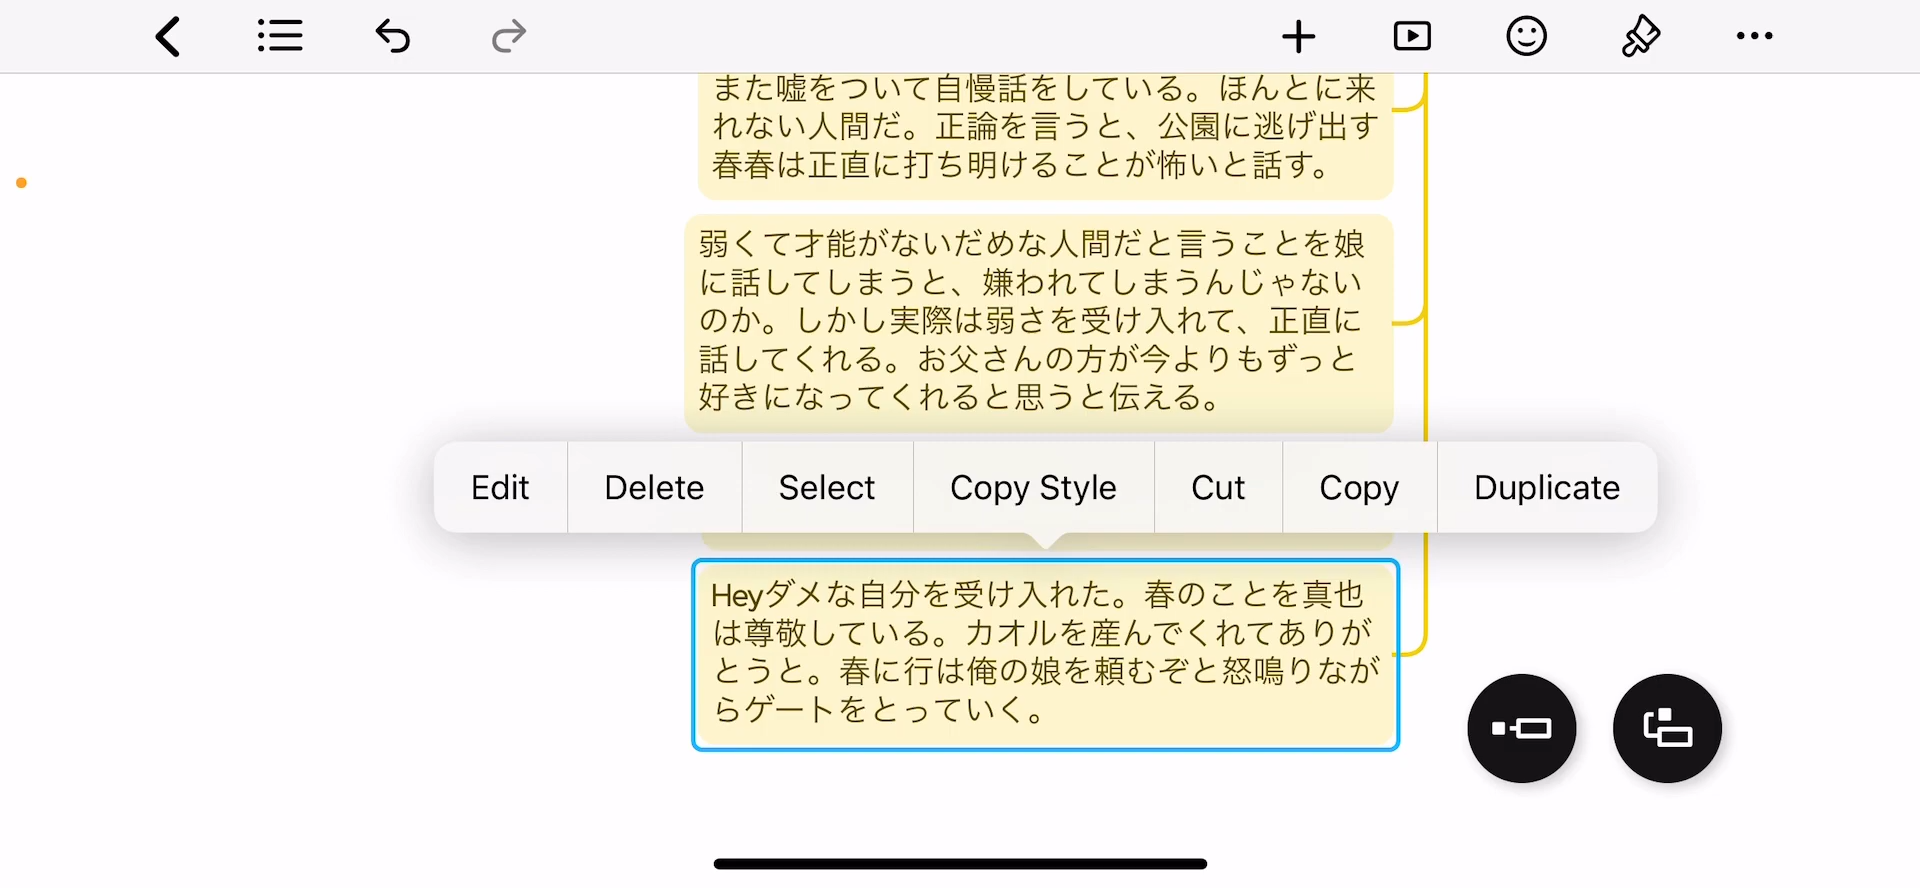 また嘘をついて自慢話をしている。ほんとに来
れない人間だ。正論を言うと、公園に逃げ出す
春春は正直に打ち明けることが怖いと話す。
弱くて才能がないだめな人間だと言うことを娘
に話してしまうと、嫌われてしまうんじゃない
のか。しかし実際は弱さを受け入れて、正直に
話してくれる。お父さんの方が今よりもずっと
好きになってくれると思うと伝える。
Edit Delete Select Copy Style Cut Copy Duplicate
Heyダメな自分を受け入れた。春のことを真也
は尊敬している。カオルを産んでくれてありが
とうと。春に行は俺の娘を頼むぞと怒鳴りなが
らゲートをとっていく。